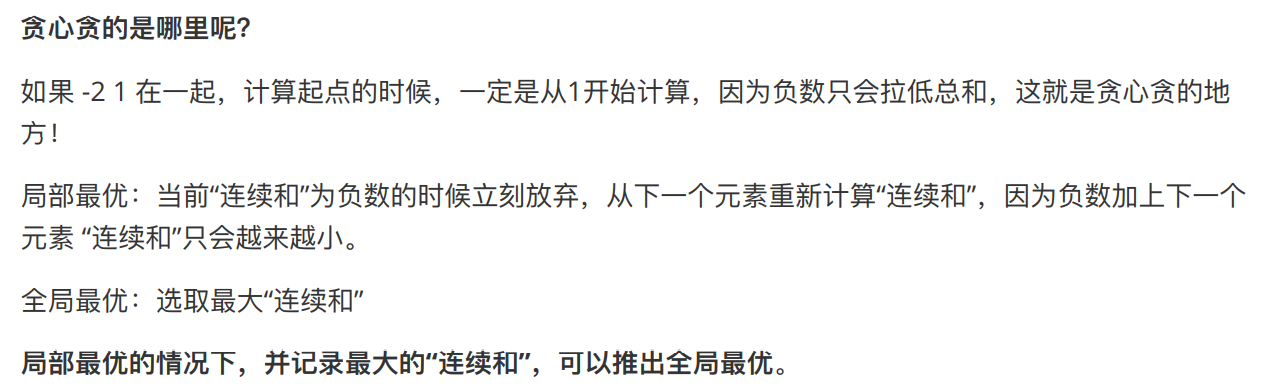 贪心贪的是哪里呢？
如果 -2 1 在一起，计算起点的时候，一定是从1开始计算，因为负数只会拉低总和，这就是贪心贪的地
方！
局部最优：当前“连续和”为负数的时候立刻放弃，从下一个元素重新计算“连续和”，因为负数加上下一个
元素 “连续和”只会越来越小。
全局最优：选取最大“连续和”
局部最优的情况下，并记录最大的“连续和”，可以推出全局最优。